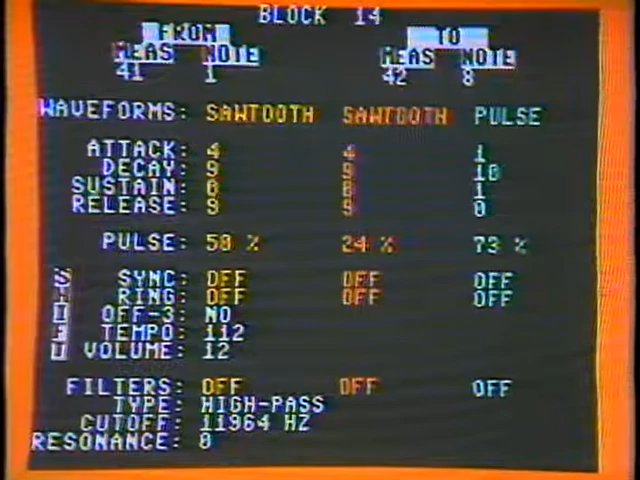 BLOCK 14
FROM TO
MEAS NOTE MEAS NOTE
41 1 42 8
WAVEFORMS: SAWTOOTH SAWTOOTH PULSE
ATTACK: 4 4 1
DECAY: 9 9 10
SUSTAIN: 0 0 1
RELEASE: 9 9 0
PULSE: 50 % 24 % 73 %
SYNC: OFF OFF OFF
RING: OFF OFF OFF
OFF-3: NO
TEMPO: 112
VOLUME: 12
FILTERS: OFF OFF OFF
TYPE: HIGH-PASS
CUTOFF: 11964 HZ
RESONANCE: 0